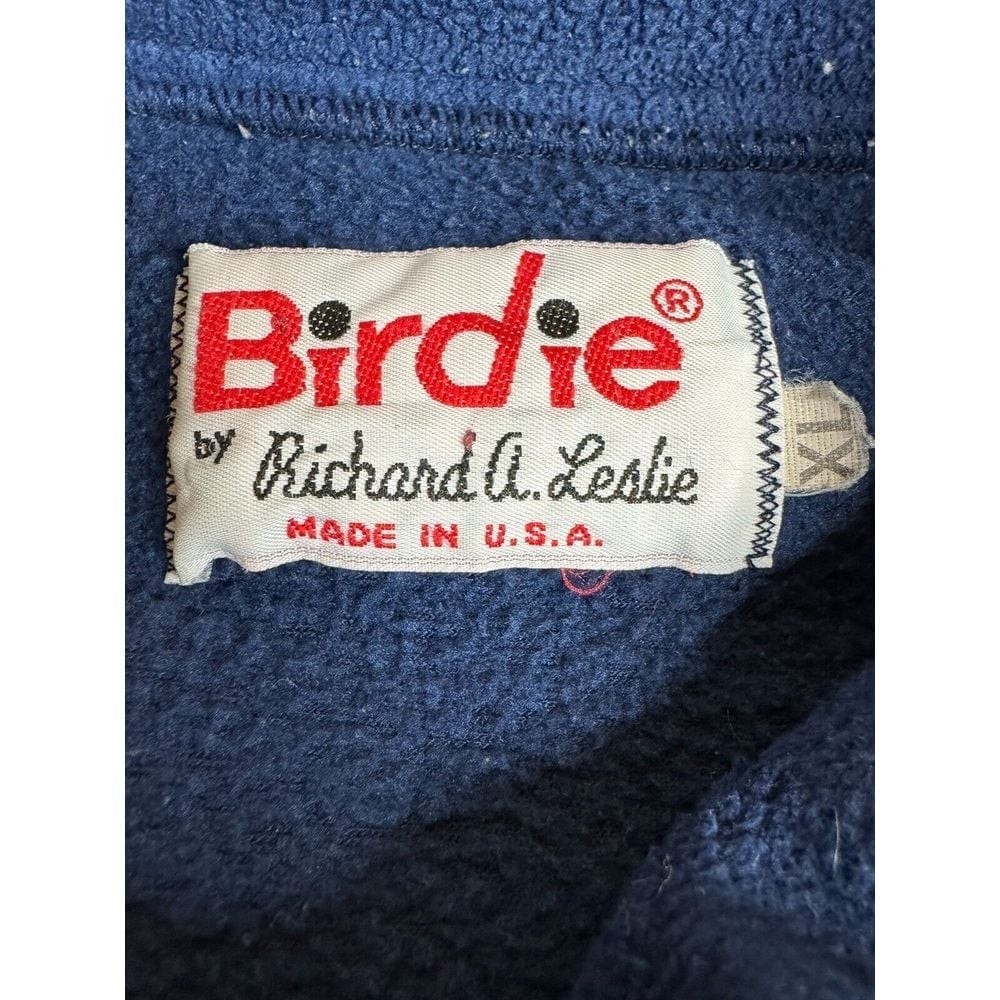 Birdie®
by Richard A. Leslie
MADE IN U.S.A.
XL